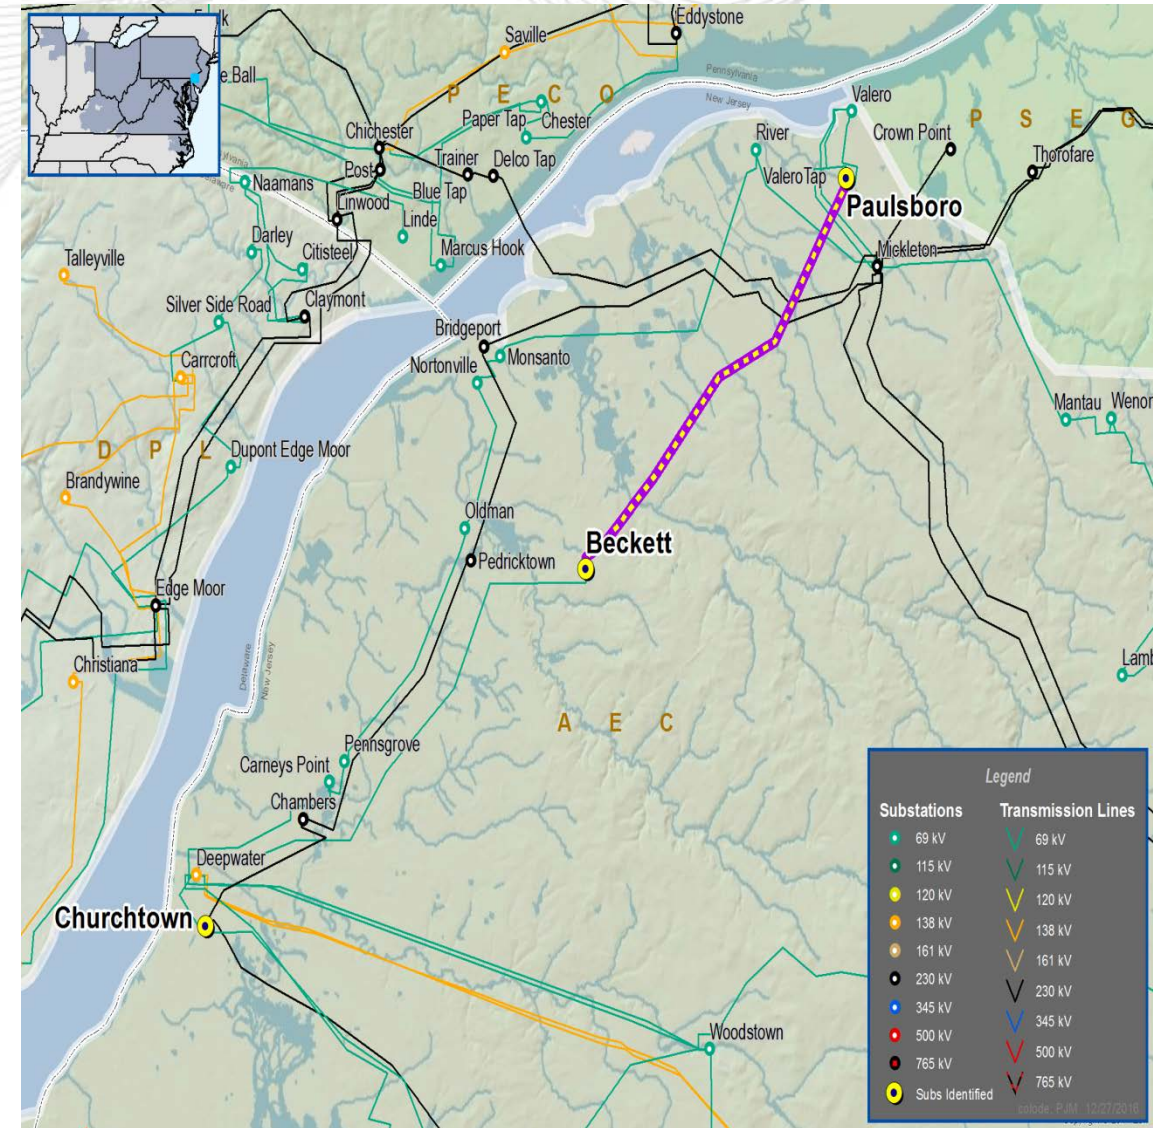 Eddystone
Saville
Pennsylvania
New Jersey
P E C O
Paper Tap
Chester
Valero
River
Crown Point
P S E G
Thorofare
Chichester
Post
Trainer
Delco Tap
Valero Tap
Naamans
Blue Tap
Linwood
Linde
Paulsboro
Darley
Citisteel
Marcus Hook
Mickleton
Talleyville
Silver Side Road
Claymont
Bridgeport
Monsanto
Nortonville
Carrcroft
Mantau
D P L
Dupont Edge Moor
Brandywine
Oldman
Beckett
Pedricktown
Edge Moor
Delaware
New Jersey
Christiana
A E C
Pennsgrove
Carneys Point
Chambers
Deepwater
Churchtown
Woodstown
Legend
Substations Transmission Lines
69 kV 69 kV
115 kV 115 kV
120 kV 120 kV
138 kV 138 kV
161 kV 161 kV
230 kV 230 kV
345 kV 345 kV
500 kV 500 kV
765 kV 765 kV
Subs Identified
PJM 12/27/2016